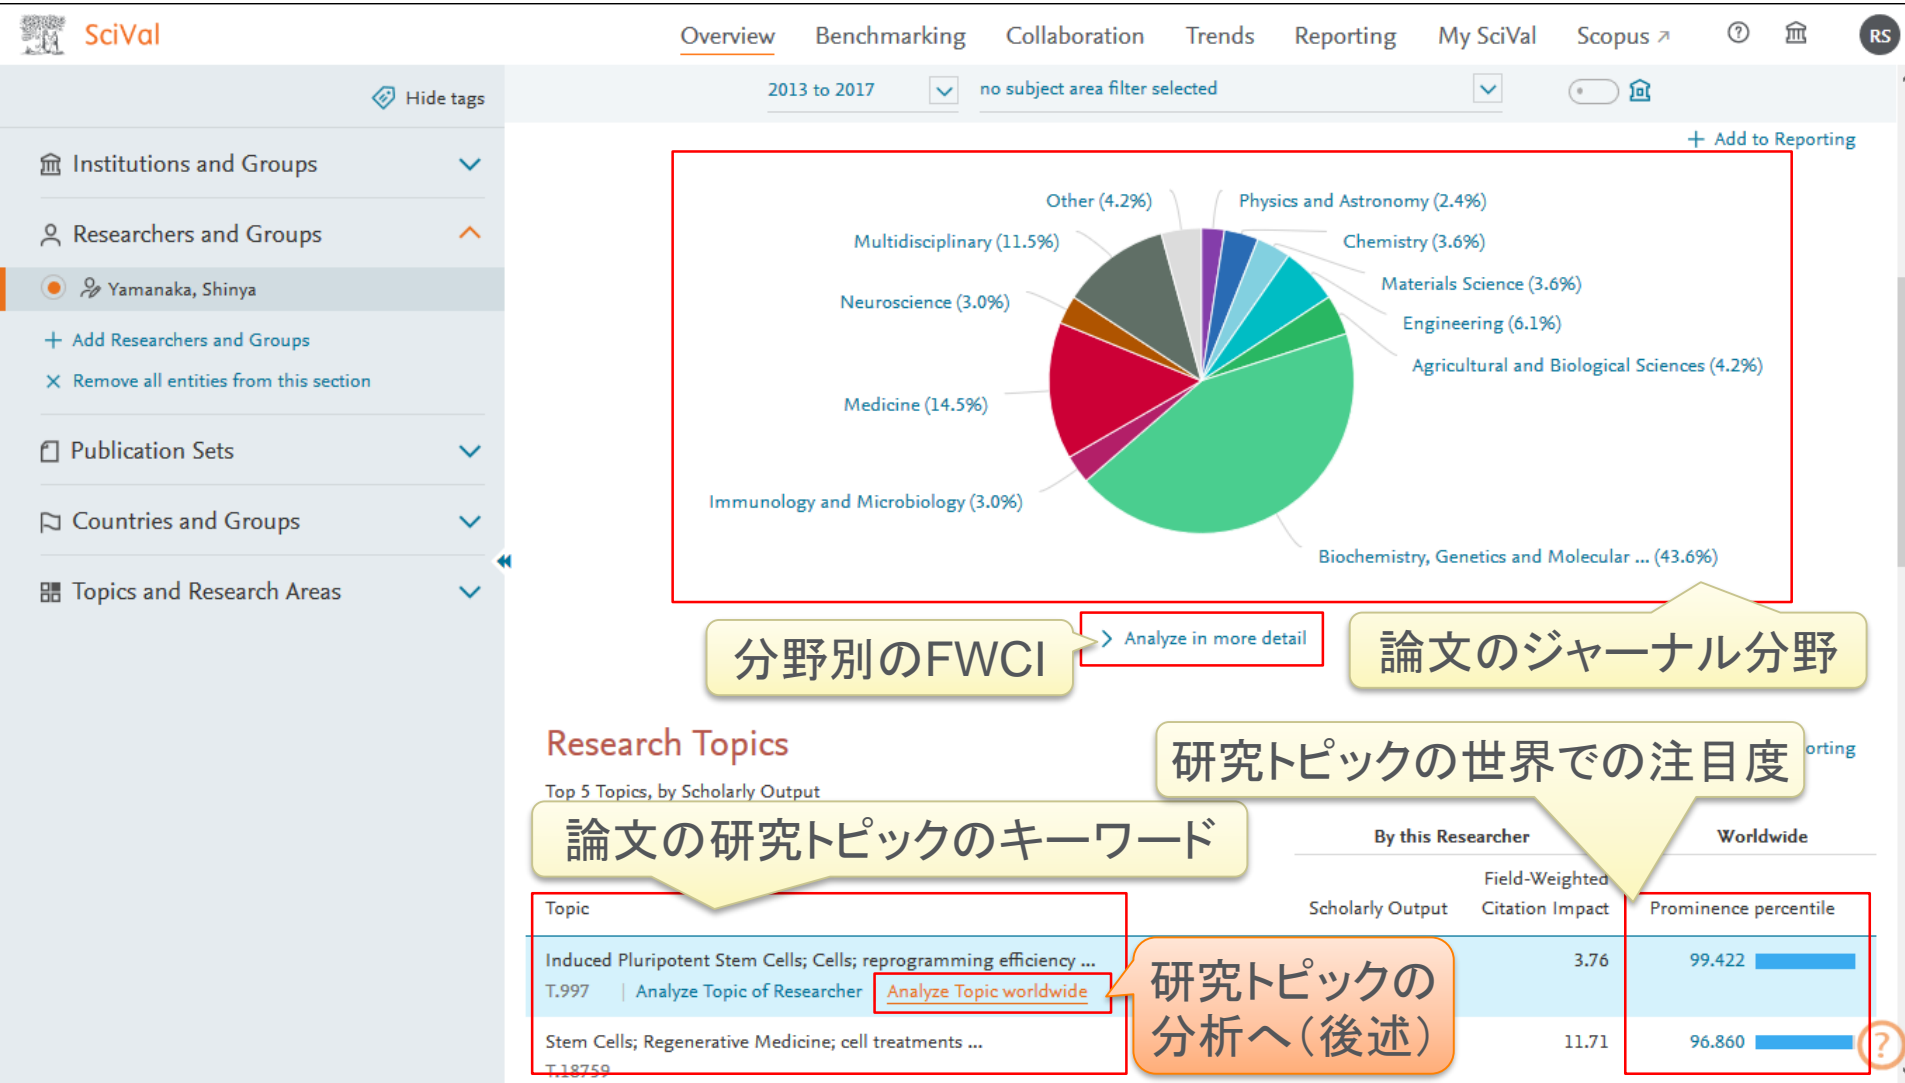 SciVal
Overview Benchmarking Collaboration Trends Reporting My SciVal Scopus ↗ ? RS
Hide tags
2013 to 2017 no subject area filter selected
+ Add to Reporting
Institutions and Groups
Researchers and Groups
Yamanaka, Shinya
+ Add Researchers and Groups
× Remove all entities from this section
Publication Sets
Countries and Groups
Topics and Research Areas
Other (4.2%)
Physics and Astronomy (2.4%)
Multidisciplinary (11.5%)
Chemistry (3.6%)
Materials Science (3.6%)
Neuroscience (3.0%)
Engineering (6.1%)
Agricultural and Biological Sciences (4.2%)
Medicine (14.5%)
Immunology and Microbiology (3.0%)
Biochemistry, Genetics and Molecular ... (43.6%)
分野別のFWCI
> Analyze in more detail
論文のジャーナル分野
Research Topics
研究トピックの世界での注目度
orting
Top 5 Topics, by Scholarly Output
論文の研究トピックのキーワード
By this Researcher Worldwide
Topic
Scholarly Output
Field-Weighted
Citation Impact
Prominence percentile
Induced Pluripotent Stem Cells; Cells; reprogramming efficiency ...
3.76 99.422
T.997 | Analyze Topic of Researcher Analyze Topic worldwide
研究トピックの
分析へ（後述）
Stem Cells; Regenerative Medicine; cell treatments ...
11.71 96.860
T.18759
?